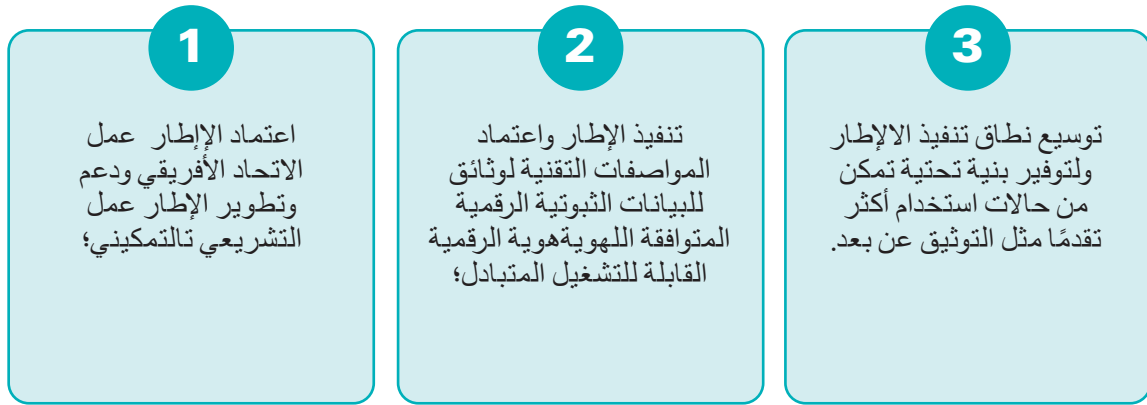 1
اعتماد الإاطار  عمل
الاتحاد الأفريقي ودعم
وتطوير الإطار عمل
التشريعي تالتمكيني؛
2
تنفيذ الإطار واعتماد
المواصفات التقنية لوثائق
للبيانات الثبوتية الرقمية
المتوافقة اللهويةهوية الرقمية
القابلة للتشغيل المتبادل؛
3
توسيع نطاق تنفيذ الالإطار
ولتوفير بنية تحتية تمكن
من حالات استخدام أكثر
تقدمًا مثل التوثيق عن بعد.